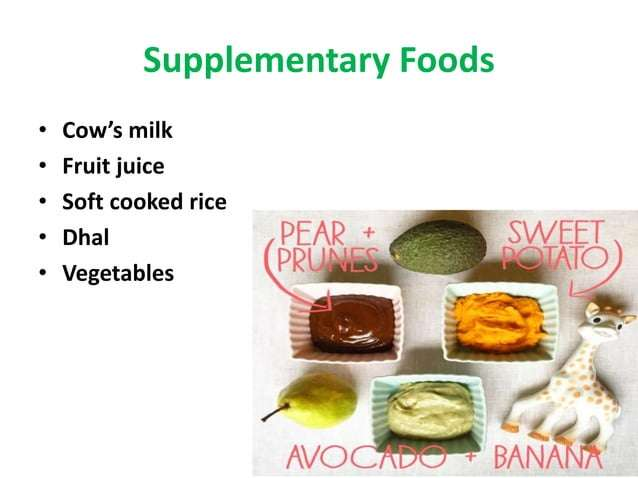 Supplementary Foods
• Cow’s milk
• Fruit juice
• Soft cooked rice
• Dhal
• Vegetables
PEAR +
PRUNES
SWEET
POTATO
AVOCADO + BANANA